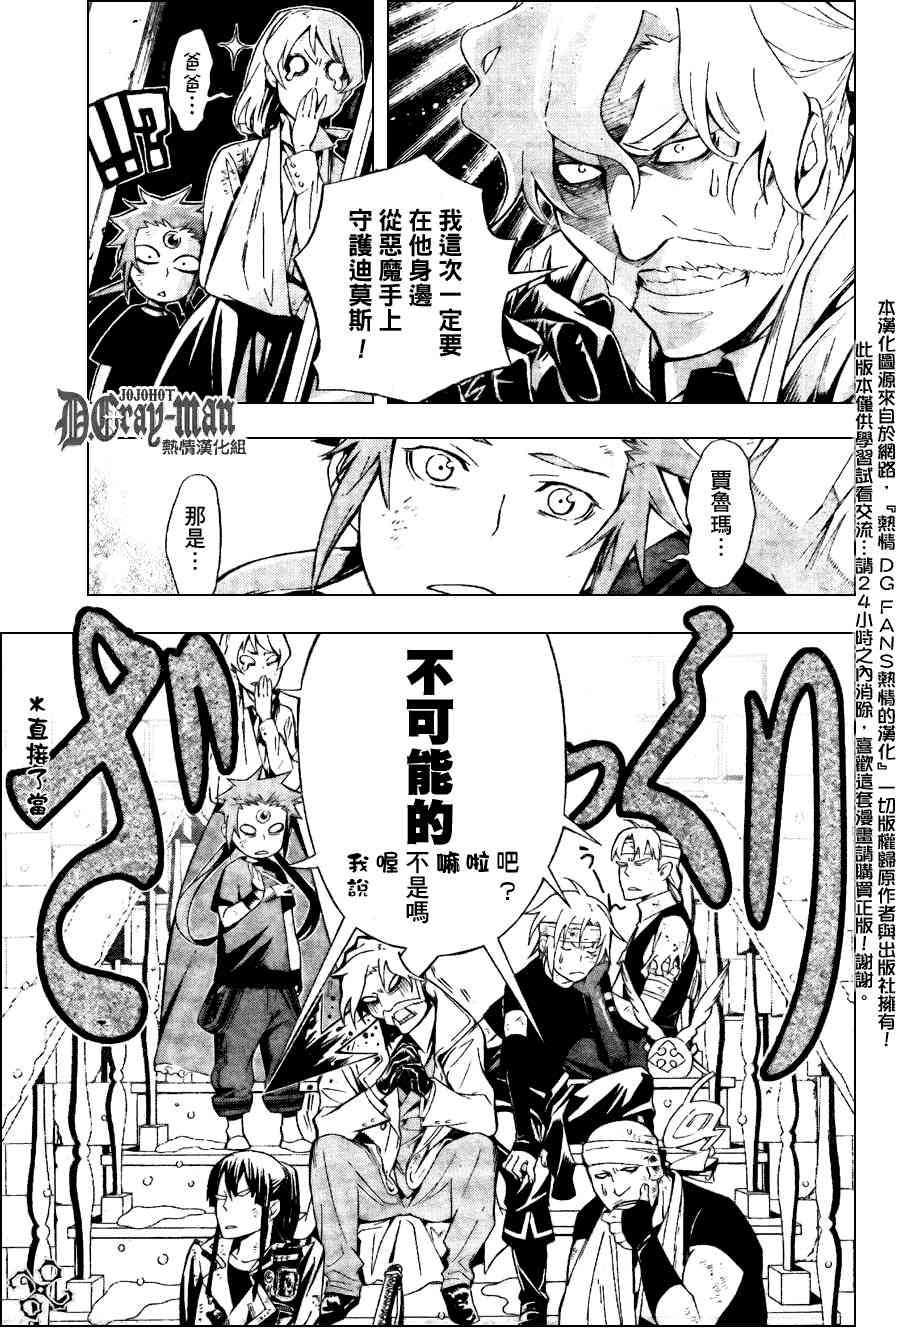 我這次一定要
在他身邊
從惡魔手上
守護迪莫斯！
爸爸…
!!?
JOJOHOT
D.Gray-man
熱情漢化組
賈魯瑪…
那是…
不可能的
吧？
啦
嘛
不是嗎
喔
我說
ざっくり
＊直接了當
う
本漢化圖源來自於網路，『熱情DG FANS熱情的漢化』一切版權歸原作者與出版社擁有！
此版本僅供學習試看交流…請24小時之內消除，喜歡這套漫畫請購買正版！謝謝。